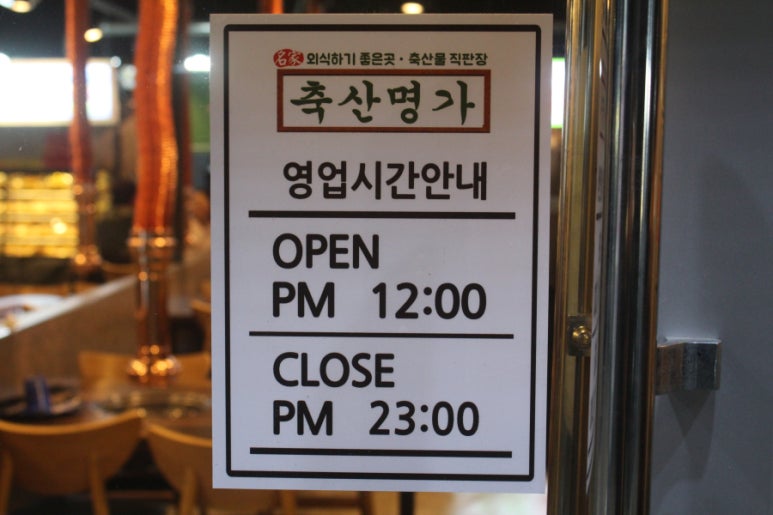 名家 외식하기 좋은곳 · 축산물 직판장
축산명가
영업시간안내
OPEN
PM 12:00
CLOSE
PM 23:00